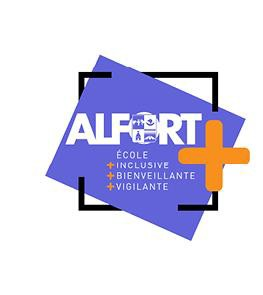 ALFORT+
ÉCOLE
+INCLUSIVE
+BIENVEILLANTE
+VIGILANTE